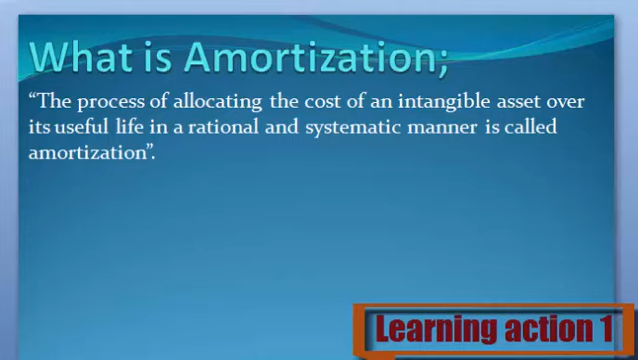 What is Amortization;
“The process of allocating the cost of an intangible asset over
its useful life in a rational and systematic manner is called
amortization”.
Learning action 1